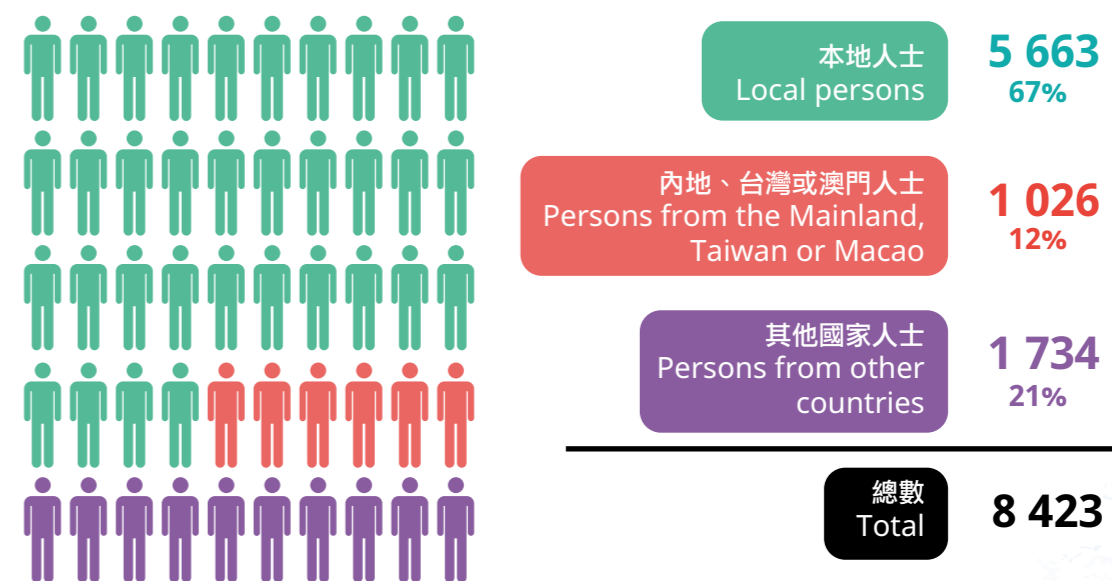 本地人士
Local persons
5 663
67%
內地、台灣或澳門人士
Persons from the Mainland,
Taiwan or Macao
1 026
12%
其他國家人士
Persons from other
countries
1 734
21%
總數
Total
8 423